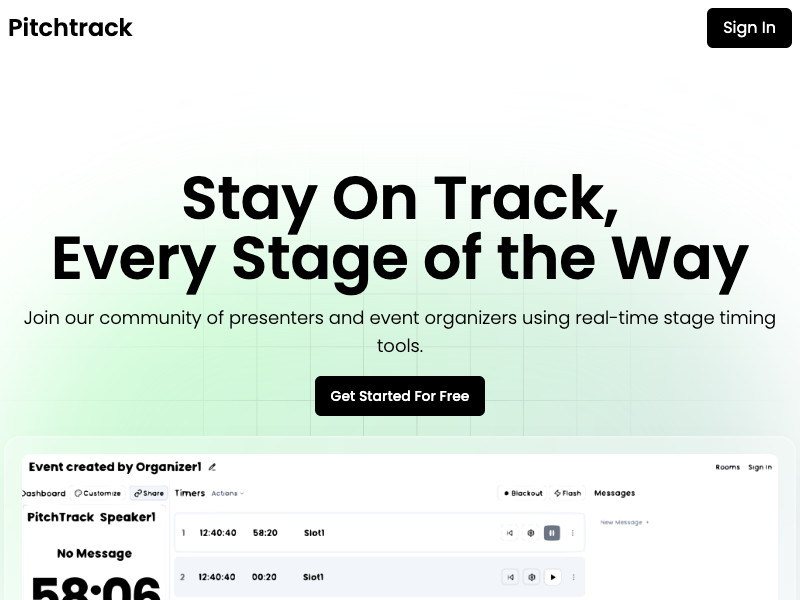 Pitchtrack
Sign In
Stay On Track,
Every Stage of the Way
Join our community of presenters and event organizers using real-time stage timing
tools.
Get Started For Free
Event created by Organizer1
Rooms Sign in
Dashboard Customize Share Timers Actions Blackout Flash Messages
PitchTrack Speaker1
1 12:40:40 58:20 Slot1
New Message +
No Message
2 12:40:40 00:20 Slot1
58:06